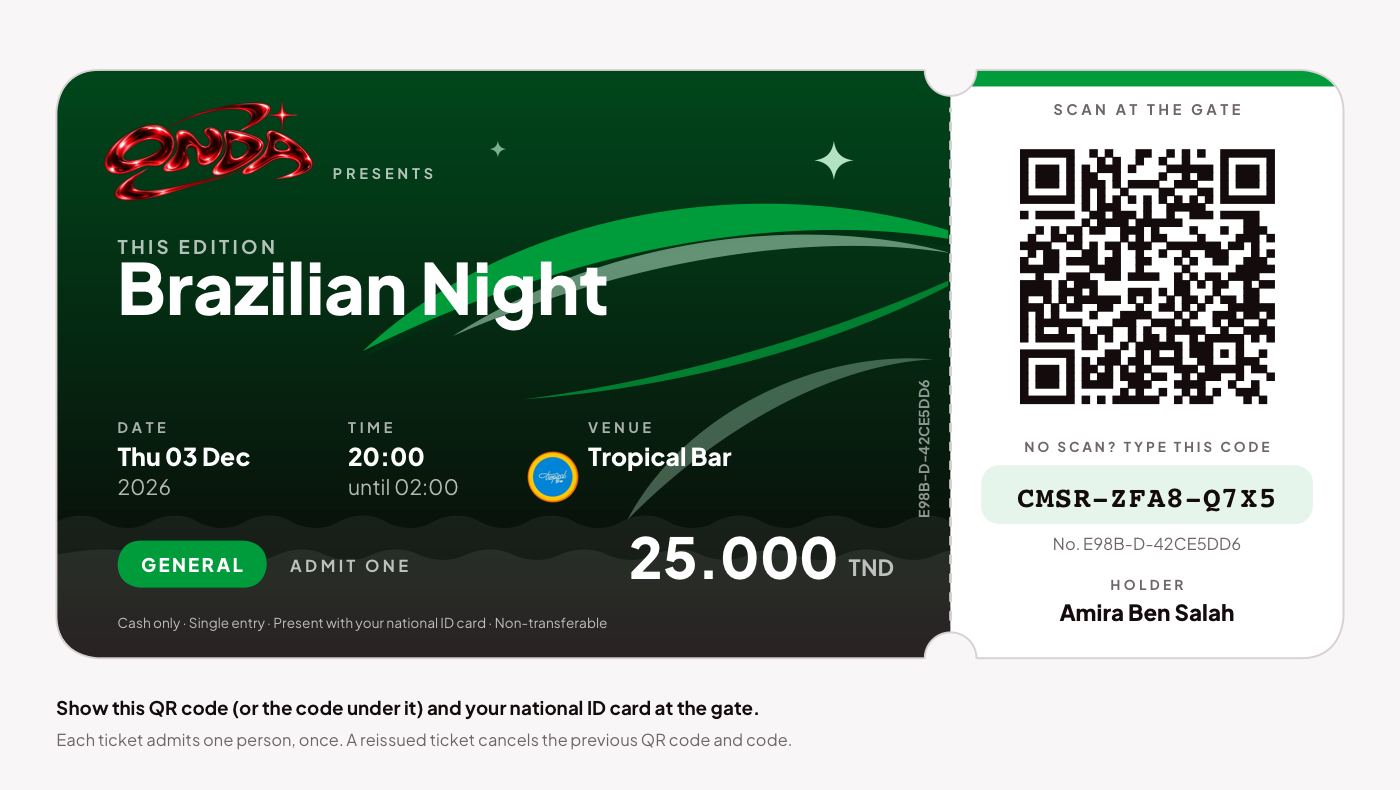 ONDA
PRESENTS
THIS EDITION
Brazilian Night
DATE
Thu 03 Dec
2026
TIME
20:00
until 02:00
VENUE
Tropical Bar
E98B-D-42CE5DD6
GENERAL
ADMIT ONE
25.000 TND
Cash only · Single entry · Present with your national ID card · Non-transferable
SCAN AT THE GATE
NO SCAN? TYPE THIS CODE
CMSR-ZFA8-Q7X5
No. E98B-D-42CE5DD6
HOLDER
Amira Ben Salah
Show this QR code (or the code under it) and your national ID card at the gate.
Each ticket admits one person, once. A reissued ticket cancels the previous QR code and code.